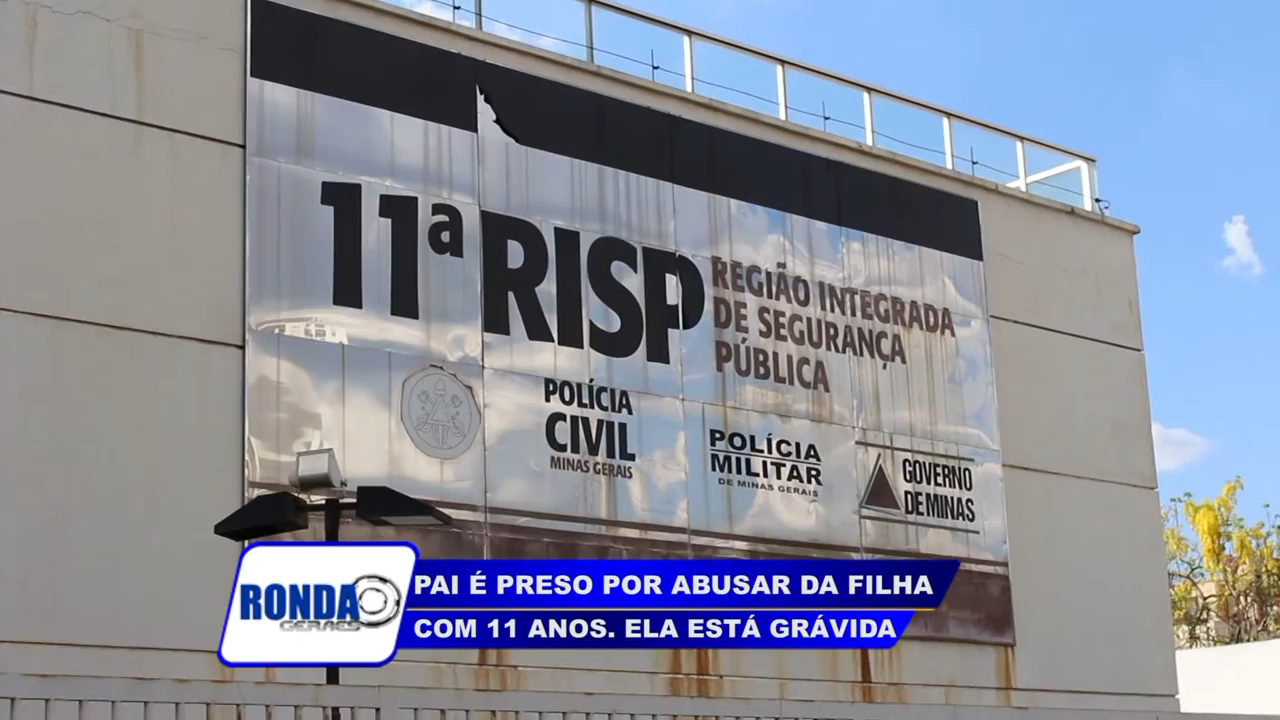 11ª RISP
REGIÃO INTEGRADA
DE SEGURANÇA
PÚBLICA
POLÍCIA
CIVIL
MINAS GERAIS
POLÍCIA
MILITAR
DE MINAS GERAIS
GOVERNO
DE MINAS
RONDA
GERAES
PAI É PRESO POR ABUSAR DA FILHA
COM 11 ANOS. ELA ESTÁ GRÁVIDA